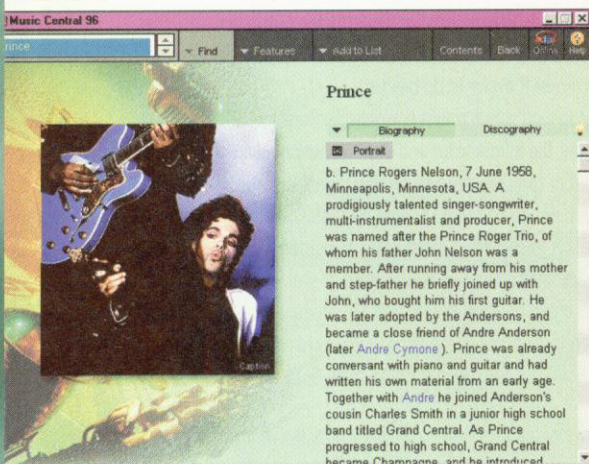 Music Central 96
Prince
Find
Features
Add to List
Contents
Back
Online
Help
Prince
Biography
Discography
Portrait
b. Prince Rogers Nelson, 7 June 1958,
Minneapolis, Minnesota, USA. A
prodigiously talented singer-songwriter,
multi-instrumentalist and producer, Prince
was named after the Prince Roger Trio, of
whom his father John Nelson was a
member. After running away from his mother
and step-father he briefly joined up with
John, who bought him his first guitar. He
was later adopted by the Andersons, and
became a close friend of Andre Anderson
(later Andre Cymone ). Prince was already
conversant with piano and guitar and had
written his own material from an early age.
Together with Andre he joined Anderson's
cousin Charles Smith in a junior high school
band titled Grand Central. As Prince
progressed to high school, Grand Central
became Champagne, and he introduced
Caption